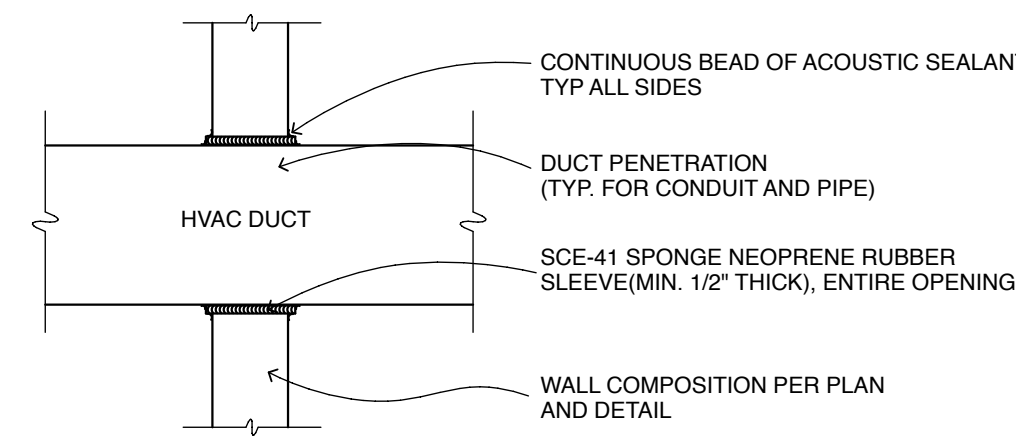 CONTINUOUS BEAD OF ACOUSTIC SEALANT
TYP ALL SIDES
DUCT PENETRATION
(TYP. FOR CONDUIT AND PIPE)
HVAC DUCT
SCE-41 SPONGE NEOPRENE RUBBER
SLEEVE(MIN. 1/2" THICK), ENTIRE OPENING
WALL COMPOSITION PER PLAN
AND DETAIL